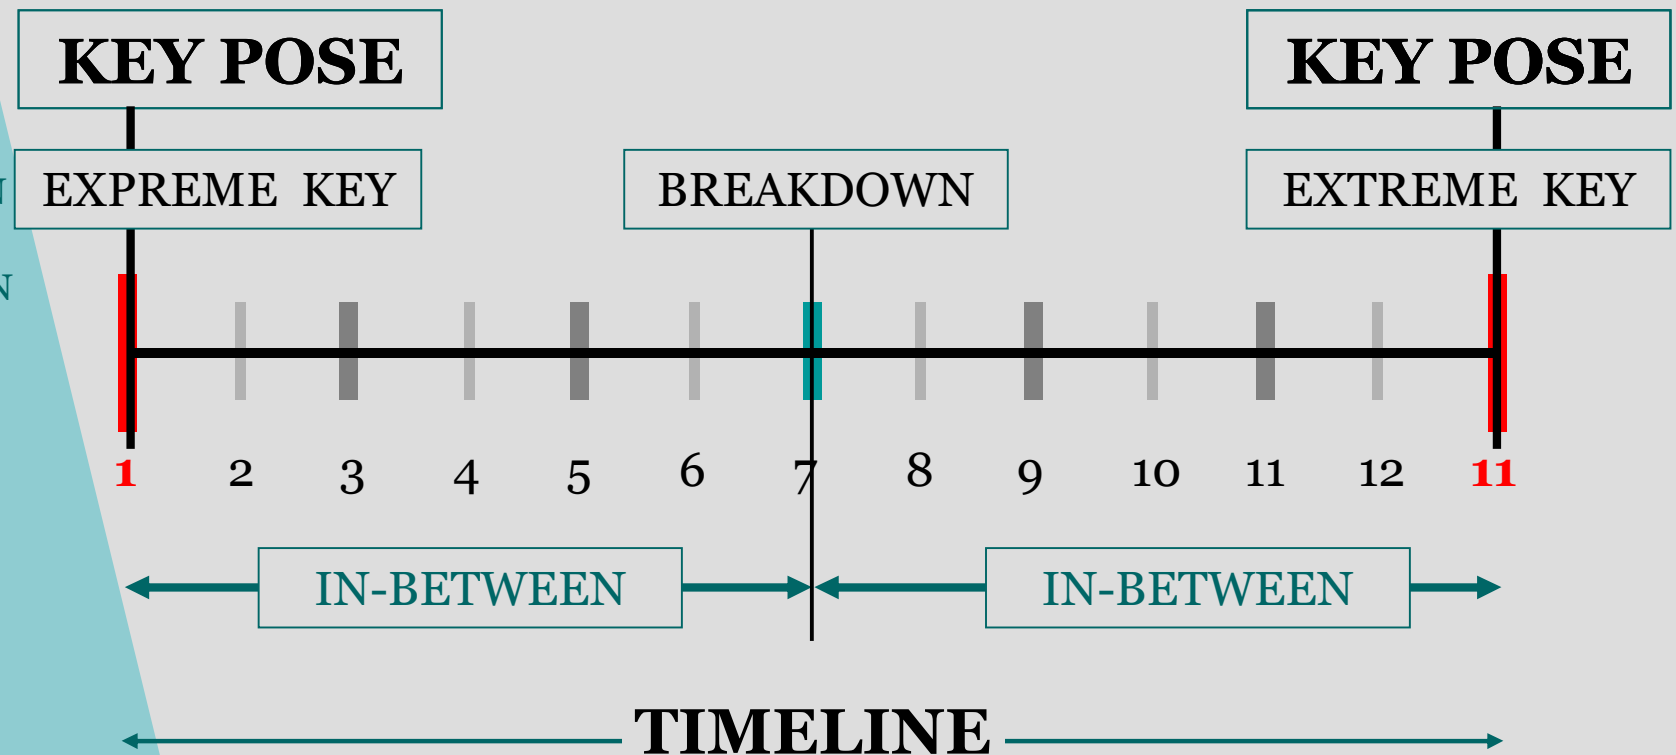 KEY POSE KEY POSE
EXPREME KEY BREAKDOWN EXTREME KEY
N
N
1 2 3 4 5 6 7 8 9 10 11 12 11
IN-BETWEEN IN-BETWEEN
TIMELINE